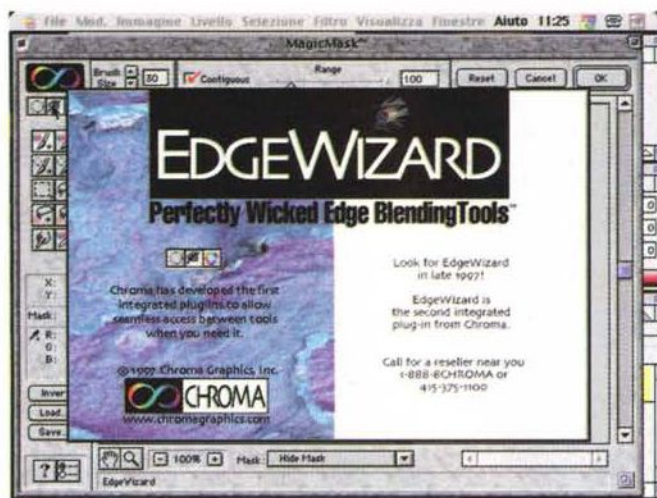 File Mod. Immagine Livello Selezione Filtro Visualizza Finestre Aiuto 11:25
MagicMask™
Brush Size 80
Contiguous
Range
100
Reset
Cancel
OK
EDGEWIZARD
Perfectly Wicked Edge Blending Tools™
Chroma has developed the first
integrated plug-ins to allow
seamless access between tools
when you need it.
© 1997 Chroma Graphics, Inc.
CHROMA
www.chromagraphics.com
Look for EdgeWizard
in late 1997!
EdgeWizard is
the second integrated
plug-in from Chroma.
Call for a reseller near you
1-888-8CHROMA or
415-375-1100
X:
Y:
Mask:
R:
G:
B:
Inver
Load...
Save...
100%
Mask: Hide Mask
?
EdgeWizard